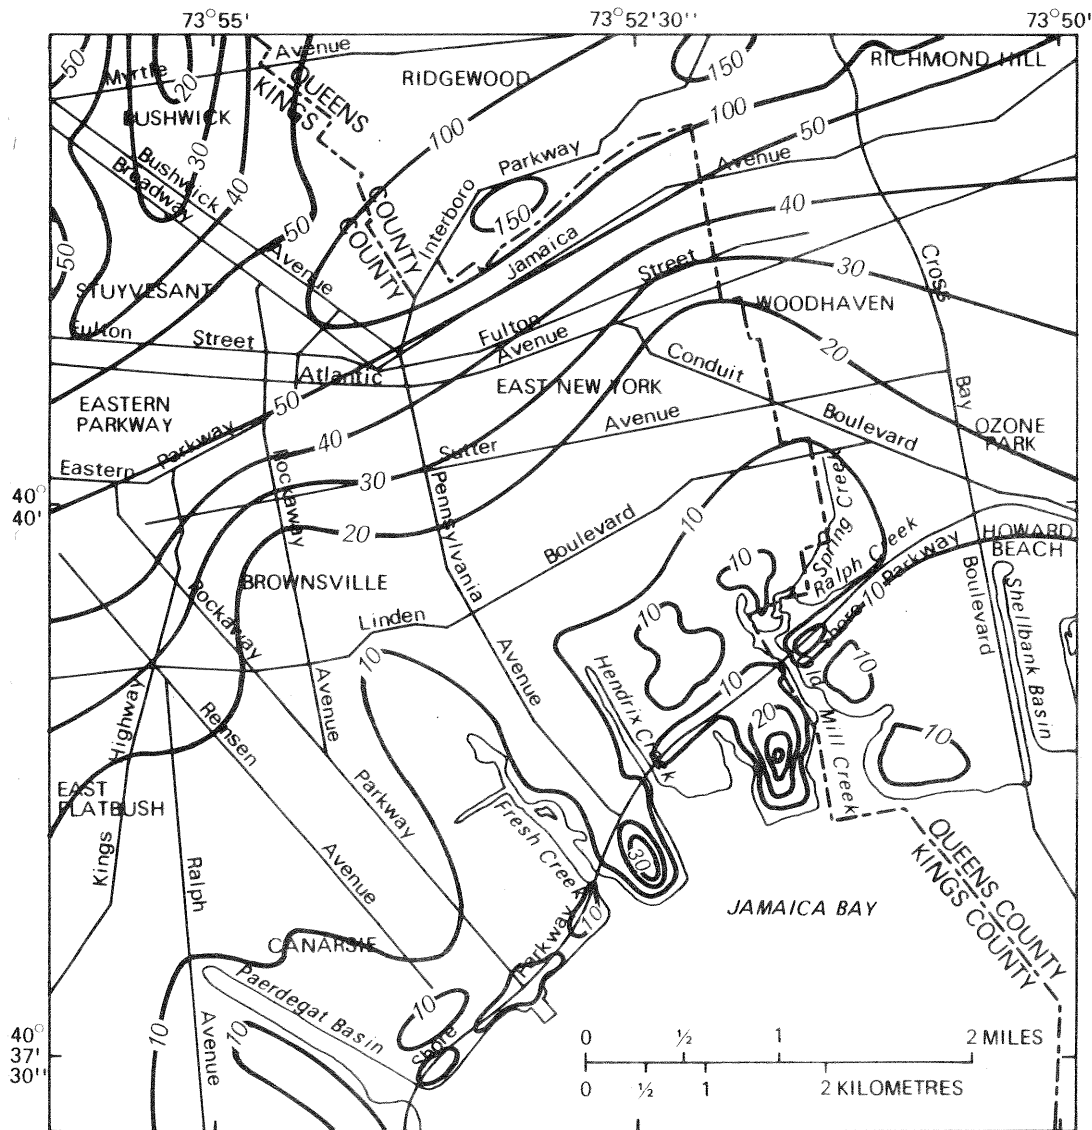 73°55'
73°52'30''
73°50'
50
Myrtle
Avenue
20
BUSHWICK
QUEENS
KINGS
RIDGEWOOD
150
RICHMOND HILL
100
100
50
Parkway
Avenue
30
Bushwick
Broadway
40
COUNTY
COUNTY
Interboro
150
40
50
50
Avenue
Jamaica
Street
30
Cross
STUYVESANT
WOODHAVEN
Fulton
Street
Fulton
Avenue
20
Atlantic
EAST NEW YORK
Conduit
Bay
EASTERN
PARKWAY
50
Avenue
Boulevard
OZONE
PARK
Parkway
40
Sutter
Eastern
30
Rockaway
Pennsylvania
40°
40'
20
Boulevard
10
Spring Creek
Ralph Creek
Parkway
HOWARD
BEACH
BROWNSVILLE
10
Shore
10
Boulevard
Shellbank Basin
Rockaway
Linden
10
10
Avenue
Hendrix Creek
10
10
Old Mill Creek
Avenue
Highway
Remsen
20
10
EAST
FLATBUSH
Parkway
Fresh Creek
30
Kings
Ralph
Avenue
QUEENS COUNTY
KINGS COUNTY
JAMAICA BAY
10
CANARSIE
Parkway
Paerdegat Basin
10
10
10
Avenue
Shore
40°
37'
30''
0 ½ 1 2 MILES
0 ½ 1 2 KILOMETRES